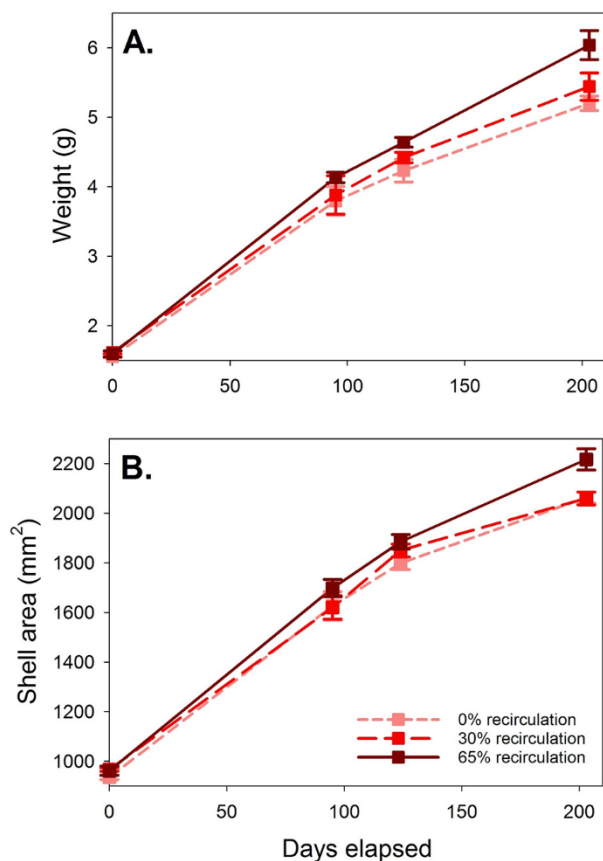 A.
Weight (g)
6
5
4
2
0
50
100
150
200
B.
Shell area (mm²)
2200
2000
1800
1600
1400
1200
1000
0% recirculation
30% recirculation
65% recirculation
0
50
100
150
200
Days elapsed